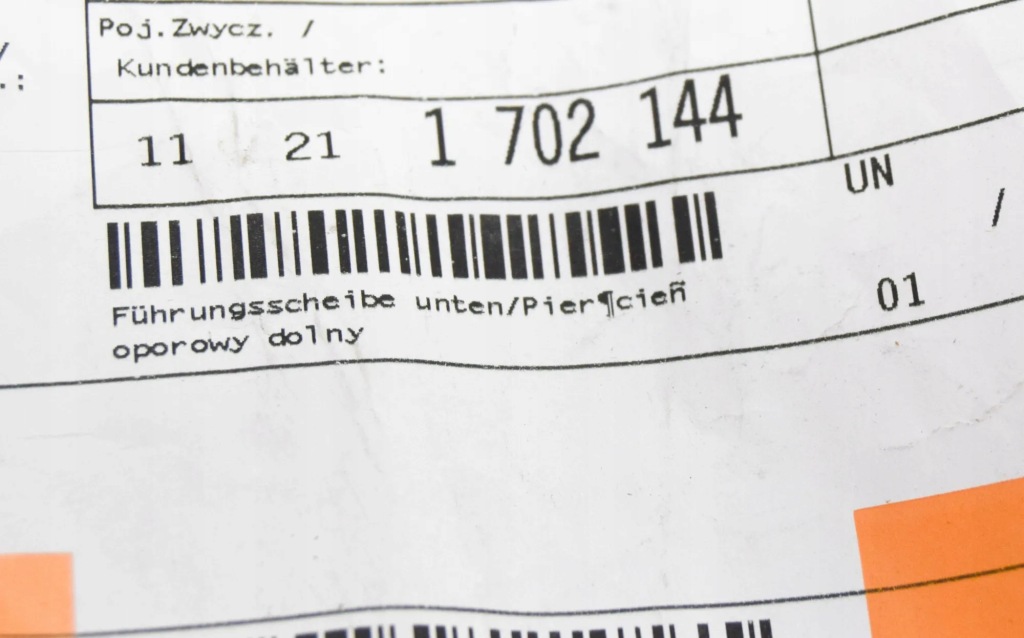 Poj.Zwycz. /
Kundenbehälter:
11 21 1 702 144
UN
/
Führungsscheibe unten/Pier¶cieñ
oporowy dolny
01